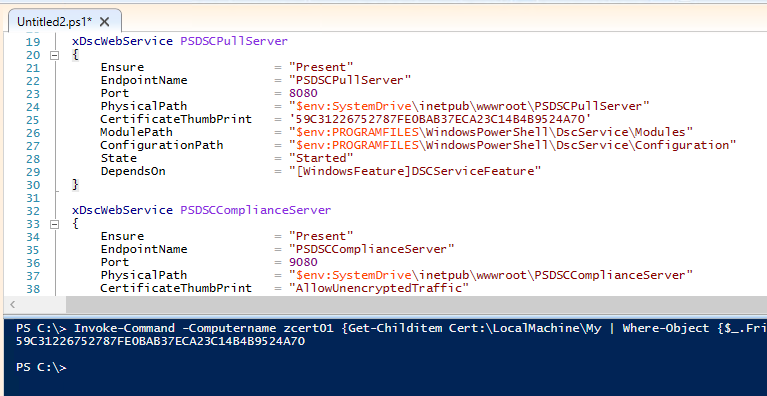 Untitled2.ps1* X
19 xDscWebService PSDSCPullServer
20 {
21 Ensure = "Present"
22 EndpointName = "PSDSCPullServer"
23 Port = 8080
24 PhysicalPath = "$env:SystemDrive\inetpub\wwwroot\PSDSCPullServer"
25 CertificateThumbPrint = '59C31226752787FE0BAB37ECA23C14B4B9524A70'
26 ModulePath = "$env:PROGRAMFILES\WindowsPowerShell\DscService\Modules"
27 ConfigurationPath = "$env:PROGRAMFILES\WindowsPowerShell\DscService\Configuration"
28 State = "Started"
29 DependsOn = "[WindowsFeature]DSCServiceFeature"
30 }
31
32 xDscWebService PSDSCComplianceServer
33 {
34 Ensure = "Present"
35 EndpointName = "PSDSCComplianceServer"
36 Port = 9080
37 PhysicalPath = "$env:SystemDrive\inetpub\wwwroot\PSDSCComplianceServer"
38 CertificateThumbPrint = "AllowUnencryptedTraffic"
PS C:\> Invoke-Command -Computername zcert01 {Get-Childitem Cert:\LocalMachine\My | Where-Object {$_.Fri
59C31226752787FE0BAB37ECA23C14B4B9524A70
PS C:\>